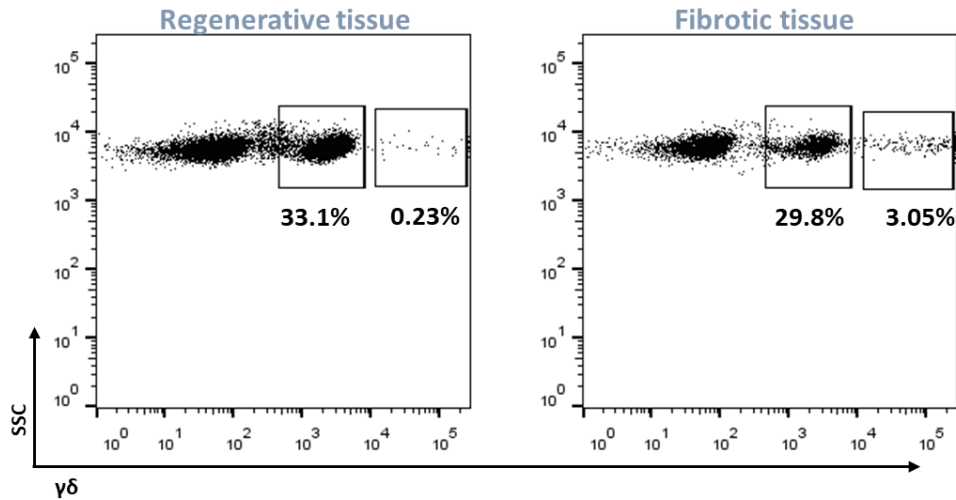 Regenerative tissue
Fibrotic tissue
10⁵
10⁴
10³
10²
10¹
10⁰
33.1%
0.23%
10⁰ 10¹ 10² 10³ 10⁴ 10⁵
10⁵
10⁴
10³
10²
10¹
10⁰
29.8%
3.05%
10⁰ 10¹ 10² 10³ 10⁴ 10⁵
SSC
γδ